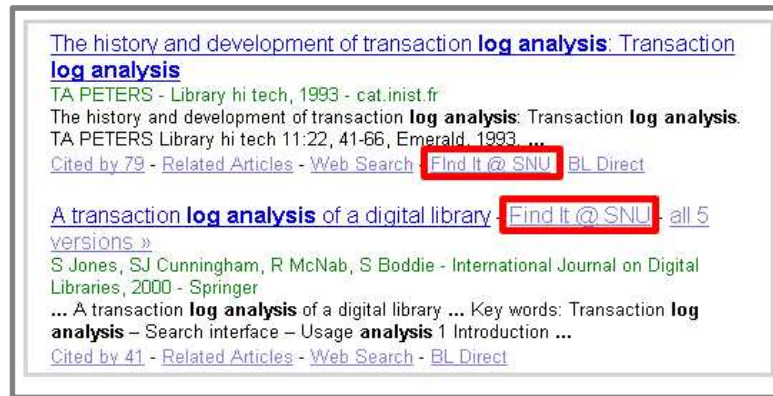 The history and development of transaction log analysis: Transaction
log analysis
TA PETERS - Library hi tech, 1993 - cat.inist.fr
The history and development of transaction log analysis: Transaction log analysis.
TA PETERS Library hi tech 11:22, 41-66, Emerald, 1993. ...
Cited by 79 - Related Articles - Web Search - FInd It @ SNU BL Direct
A transaction log analysis of a digital library - Find It @ SNU - all 5
versions »
S Jones, SJ Cunningham, R McNab, S Boddie - International Journal on Digital
Libraries, 2000 - Springer
... A transaction log analysis of a digital library ... Key words: Transaction log
analysis – Search interface – Usage analysis 1 Introduction ...
Cited by 41 - Related Articles - Web Search - BL Direct